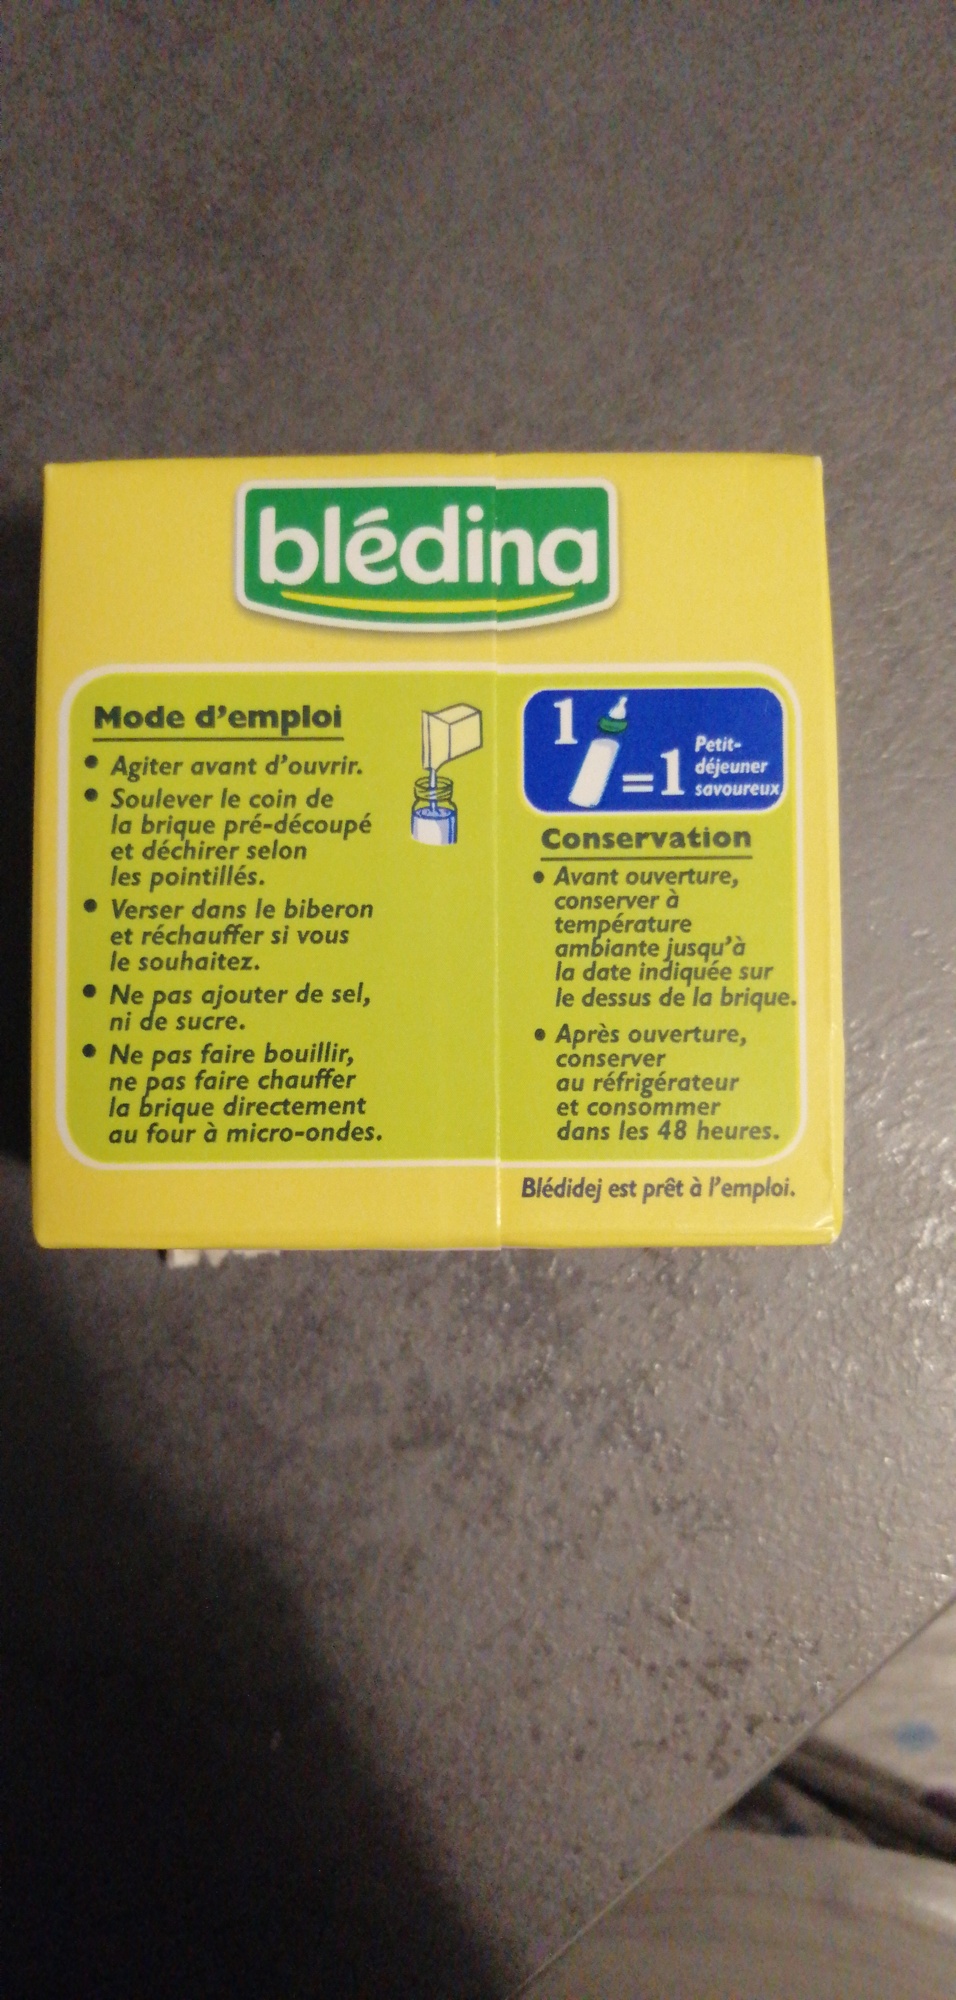 blédina
Mode d'emploi
• Agiter avant d'ouvrir.
• Soulever le coin de
la brique pré-découpé
et déchirer selon
les pointillés.
• Verser dans le biberon
et réchauffer si vous
le souhaitez.
• Ne pas ajouter de sel,
ni de sucre.
• Ne pas faire bouillir,
ne pas faire chauffer
la brique directement
au four à micro-ondes.
1 = 1 Petit-
déjeuner
savoureux
Conservation
• Avant ouverture,
conserver à
température
ambiante jusqu'à
la date indiquée sur
le dessus de la brique.
• Après ouverture,
conserver
au réfrigérateur
et consommer
dans les 48 heures.
Blédidej est prêt à l'emploi.